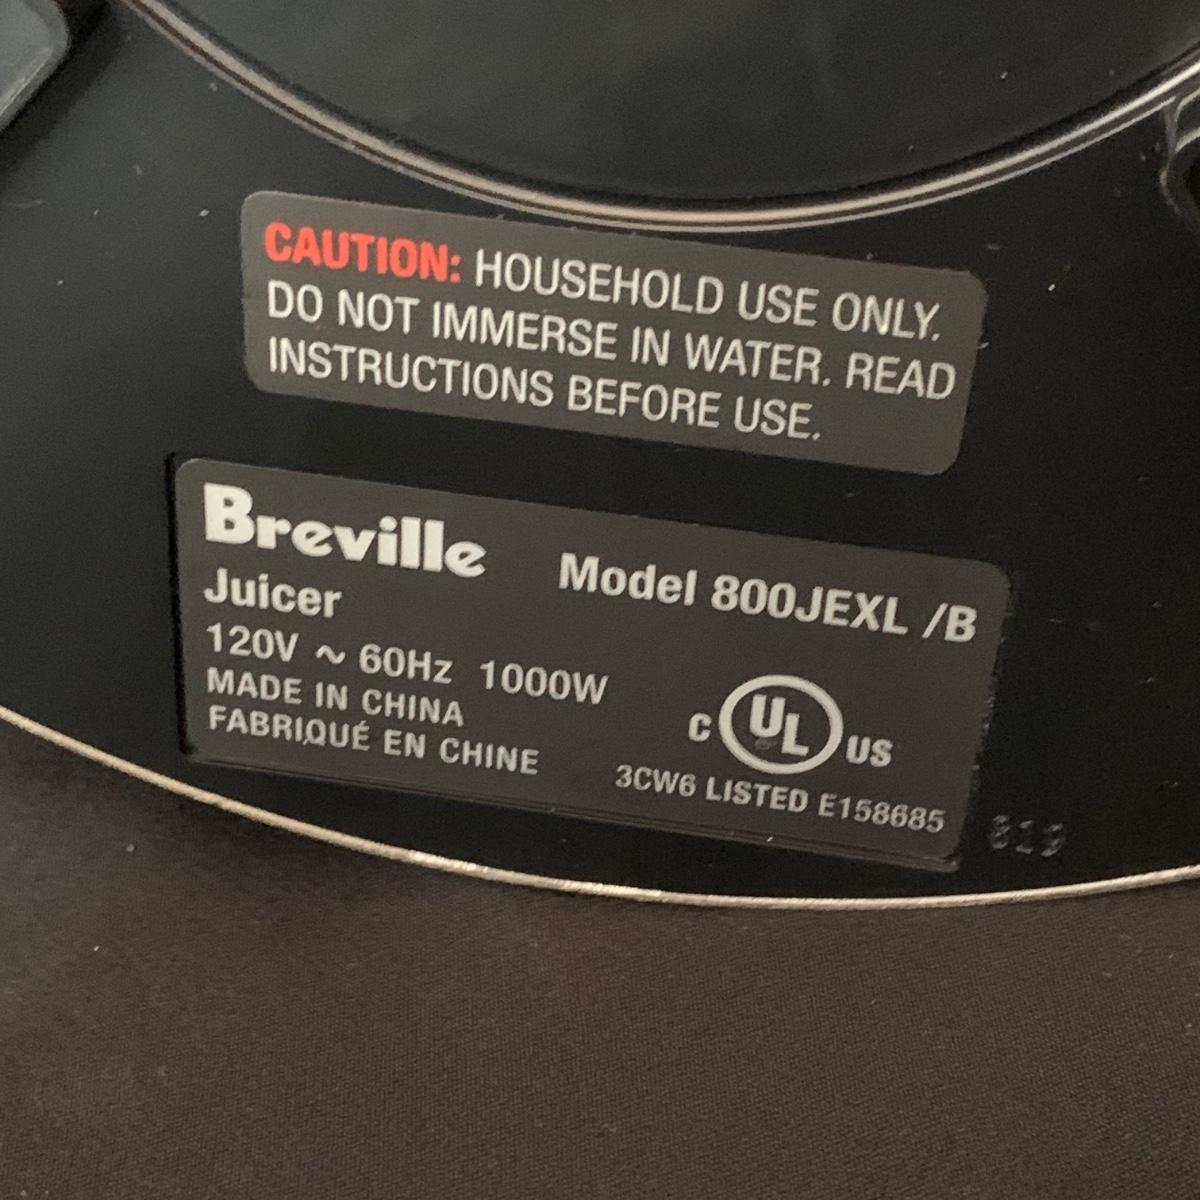 CAUTION: HOUSEHOLD USE ONLY.
DO NOT IMMERSE IN WATER. READ
INSTRUCTIONS BEFORE USE.
Breville Model 800JEXL /B
Juicer
120V ~ 60Hz 1000W
MADE IN CHINA
FABRIQUÉ EN CHINE
C UL US
3CW6 LISTED E158685